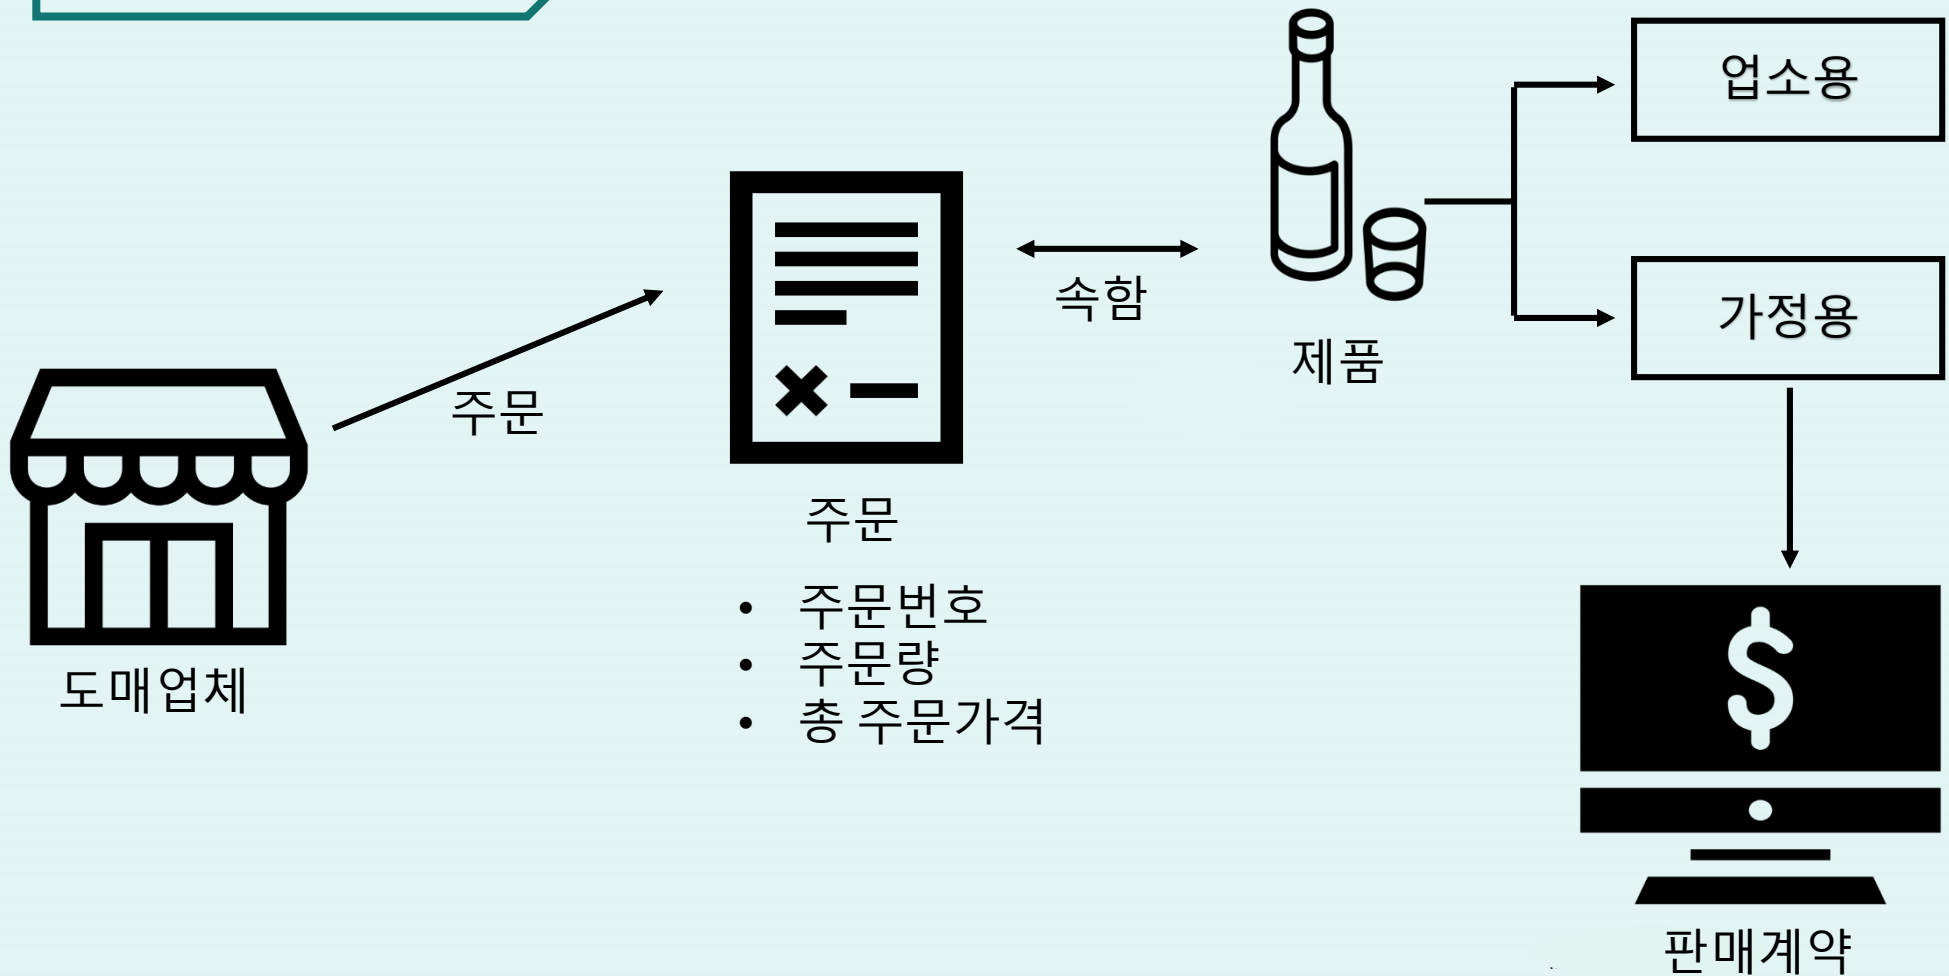 업소용
가정용
속함
제품
주문
주문
• 주문번호
• 주문량
• 총 주문가격
도매업체
판매계약